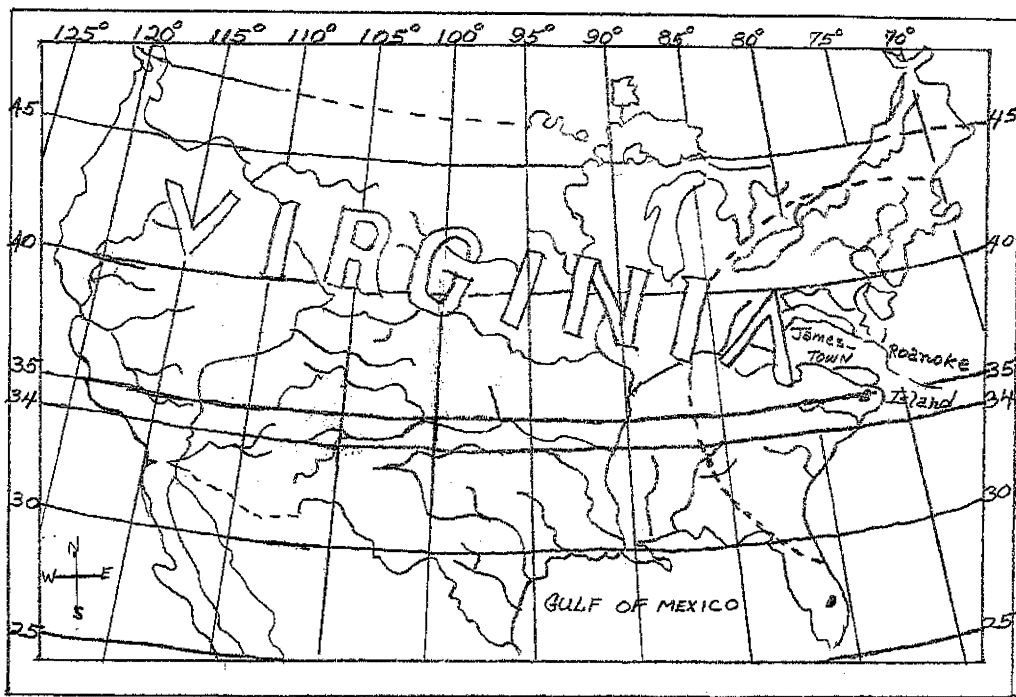 125° 120° 115° 110° 105° 100° 95° 90° 85° 80° 75° 70°
45 45
VIRGINIA
40 40
James-
TOWN
Roanoke
Island
35 35
34 34
30 30
N
W E
S
GULF OF MEXICO
25 25